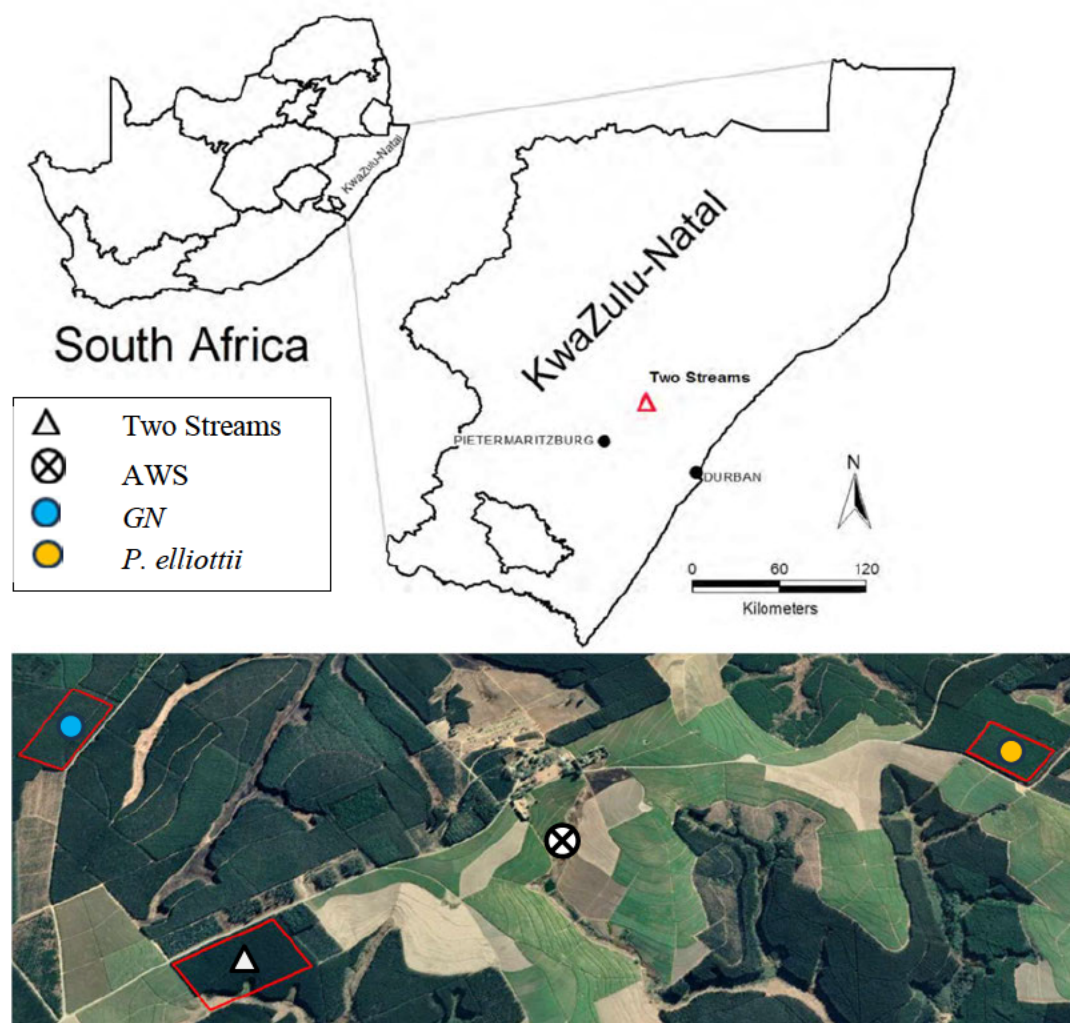 KwaZulu-Natal
South Africa
KwaZulu-Natal
Two Streams
PIETERMARITZBURG
DURBAN
N
0 60 120
Kilometers
Two Streams
AWS
GN
P. elliottii